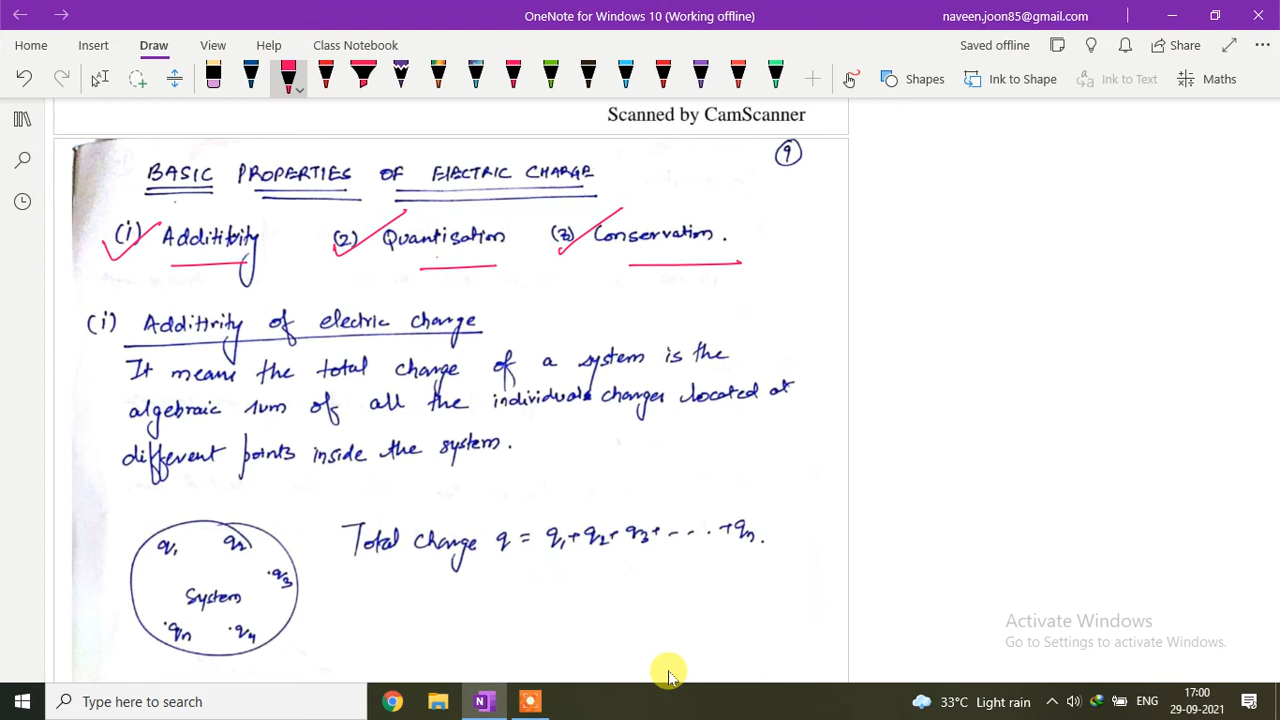 OneNote for Windows 10 (Working offline)
naveen.joon85@gmail.com
Home Insert Draw View Help Class Notebook
Saved offline Share
Shapes Ink to Shape Ink to Text Maths
Scanned by CamScanner
9
BASIC PROPERTIES OF ELECTRIC CHARGE
(i) Additivity (2) Quantisation (3) Conservation.
(i) Additivity of electric charge
It means the total charge of a system is the
algebraic sum of all the individual charges located at
different points inside the system.
q1 q2
Total charge q = q1+q2+q3+-....+qn.
.q3
System
.qn .q4
Activate Windows
Go to Settings to activate Windows.
Type here to search
33°C Light rain
ENG
17:00
29-09-2021